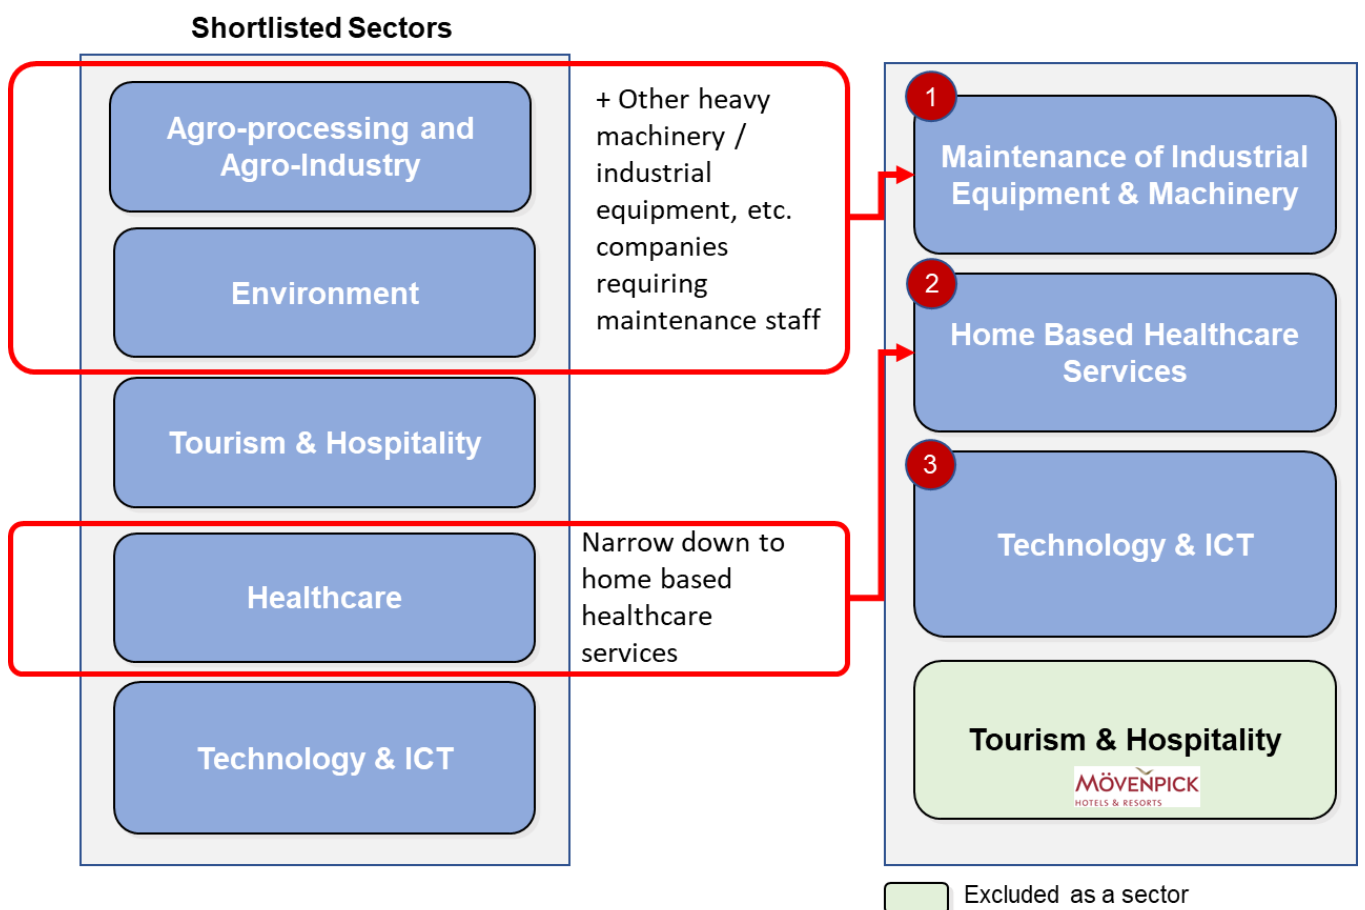 Shortlisted Sectors
Agro-processing and
Agro-Industry
Environment
Tourism & Hospitality
Healthcare
Technology & ICT
+ Other heavy
machinery /
industrial
equipment, etc.
companies
requiring
maintenance staff
Narrow down to
home based
healthcare
services
1
Maintenance of Industrial
Equipment & Machinery
2
Home Based Healthcare
Services
3
Technology & ICT
Tourism & Hospitality
MÖVENPICK
HOTELS & RESORTS
Excluded as a sector